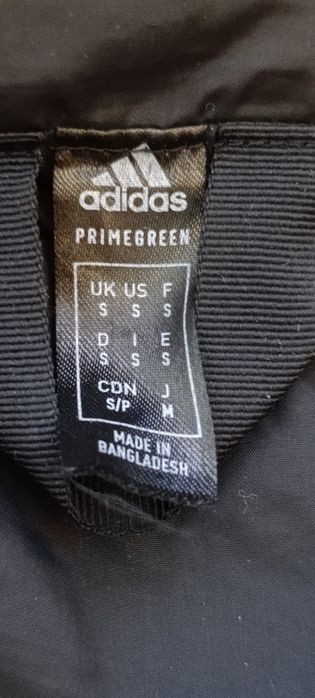 adidas
PRIMEGREEN
UK US F
S S S
D I E
S S S
CDN J
S/P M
MADE IN
BANGLADESH